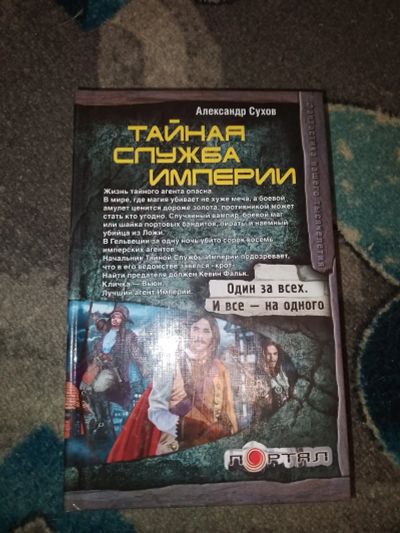 Александр Сухов
ТАЙНАЯ
СЛУЖБА
ИМПЕРИИ
Жизнь тайного агента опасна.
В мире, где магия убивает не хуже меча, а боевой
амулет ценится дороже золота, противником может
стать кто угодно. Случайный вампир, боевой маг
или шайка портовых бандитов, пираты и наемный
убийца из Ложи.
В Гельвеции за одну ночь убито сорок восемь
имперских агентов.
Начальник Тайной Службы Империи подозревает,
что в его ведомстве завелся «крот».
Найти предателя должен Кевин Фальк.
Кличка — Вьюн.
Лучший агент Империи.
Один за всех.
И все — на одного
ПОРТАЛ